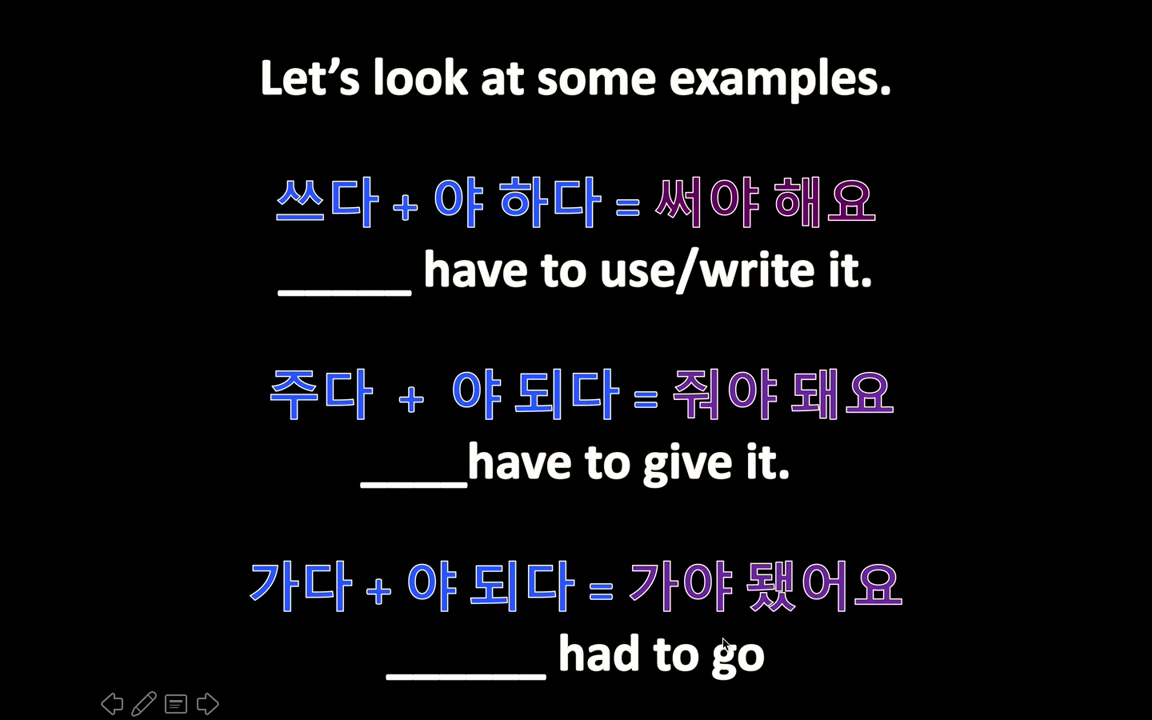 Let's look at some examples.
쓰다 + 야 하다 = 써야 해요
_____ have to use/write it.
주다 + 야 되다 = 줘야 돼요
____have to give it.
가다 + 야 되다 = 가야 됐어요
______ had to go